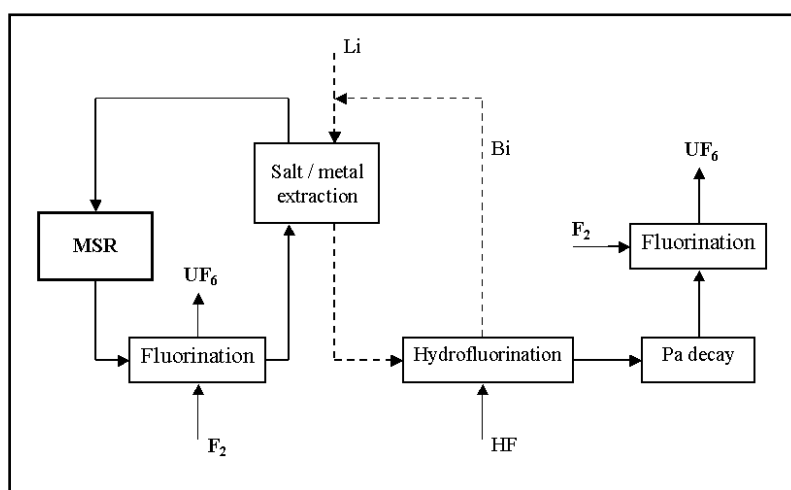 Li
Bi
Salt / metal
extraction
UF₆
F₂
Fluorination
MSR
UF₆
Fluorination
Hydrofluorination
Pa decay
F₂
HF